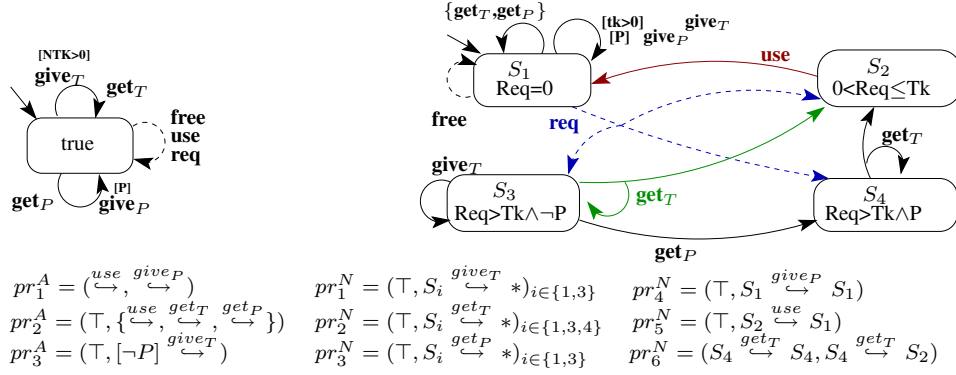 [NTK>0]
give_T
get_T
true
free
use
req
get_P
[P]
give_P
{get_T,get_P}
[tk>0]
[P]
give_P
give_T
S_1
Req=0
free
use
S_2
0<Req≤Tk
req
get_T
give_T
S_3
Req>Tk∧¬P
get_T
get_P
S_4
Req>Tk∧P
pr_1^A = (↪^{use}, ↪^{give_P})
pr_2^A = (⊤, {↪^{use}, ↪^{get_T}, ↪^{get_P}})
pr_3^A = (⊤, [¬P] ↪^{give_T})
pr_1^N = (⊤, S_i ↪^{give_T} *)_{i∈{1,3}}
pr_2^N = (⊤, S_i ↪^{get_T} *)_{i∈{1,3,4}}
pr_3^N = (⊤, S_i ↪^{get_P} *)_{i∈{1,3}}
pr_4^N = (⊤, S_1 ↪^{give_P} S_1)
pr_5^N = (⊤, S_2 ↪^{use} S_1)
pr_6^N = (S_4 ↪^{get_T} S_4, S_4 ↪^{get_T} S_2)